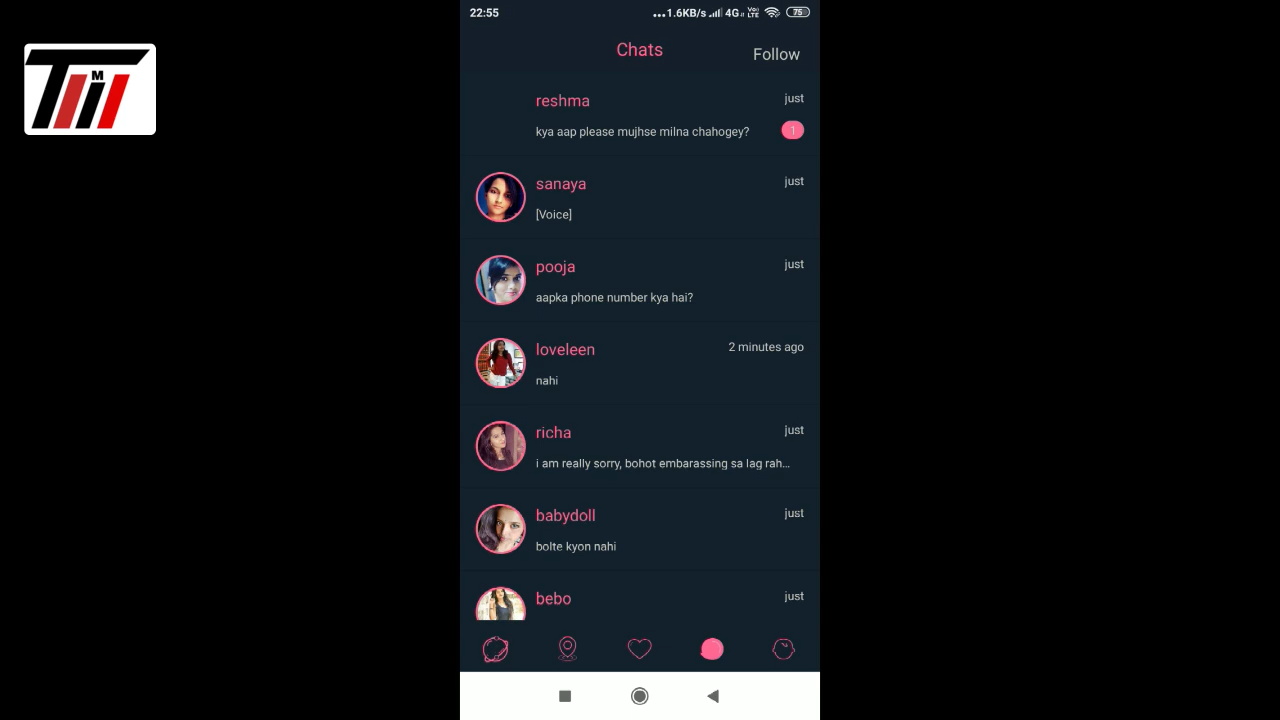 22:55
...1.6KB/s 4G Vo) LTE 75
M
Chats
Follow
reshma
just
kya aap please mujhse milna chahogey?
1
sanaya
just
[Voice]
pooja
just
aapka phone number kya hai?
loveleen
2 minutes ago
nahi
richa
just
i am really sorry, bohot embarassing sa lag rah...
babydoll
just
bolte kyon nahi
bebo
just